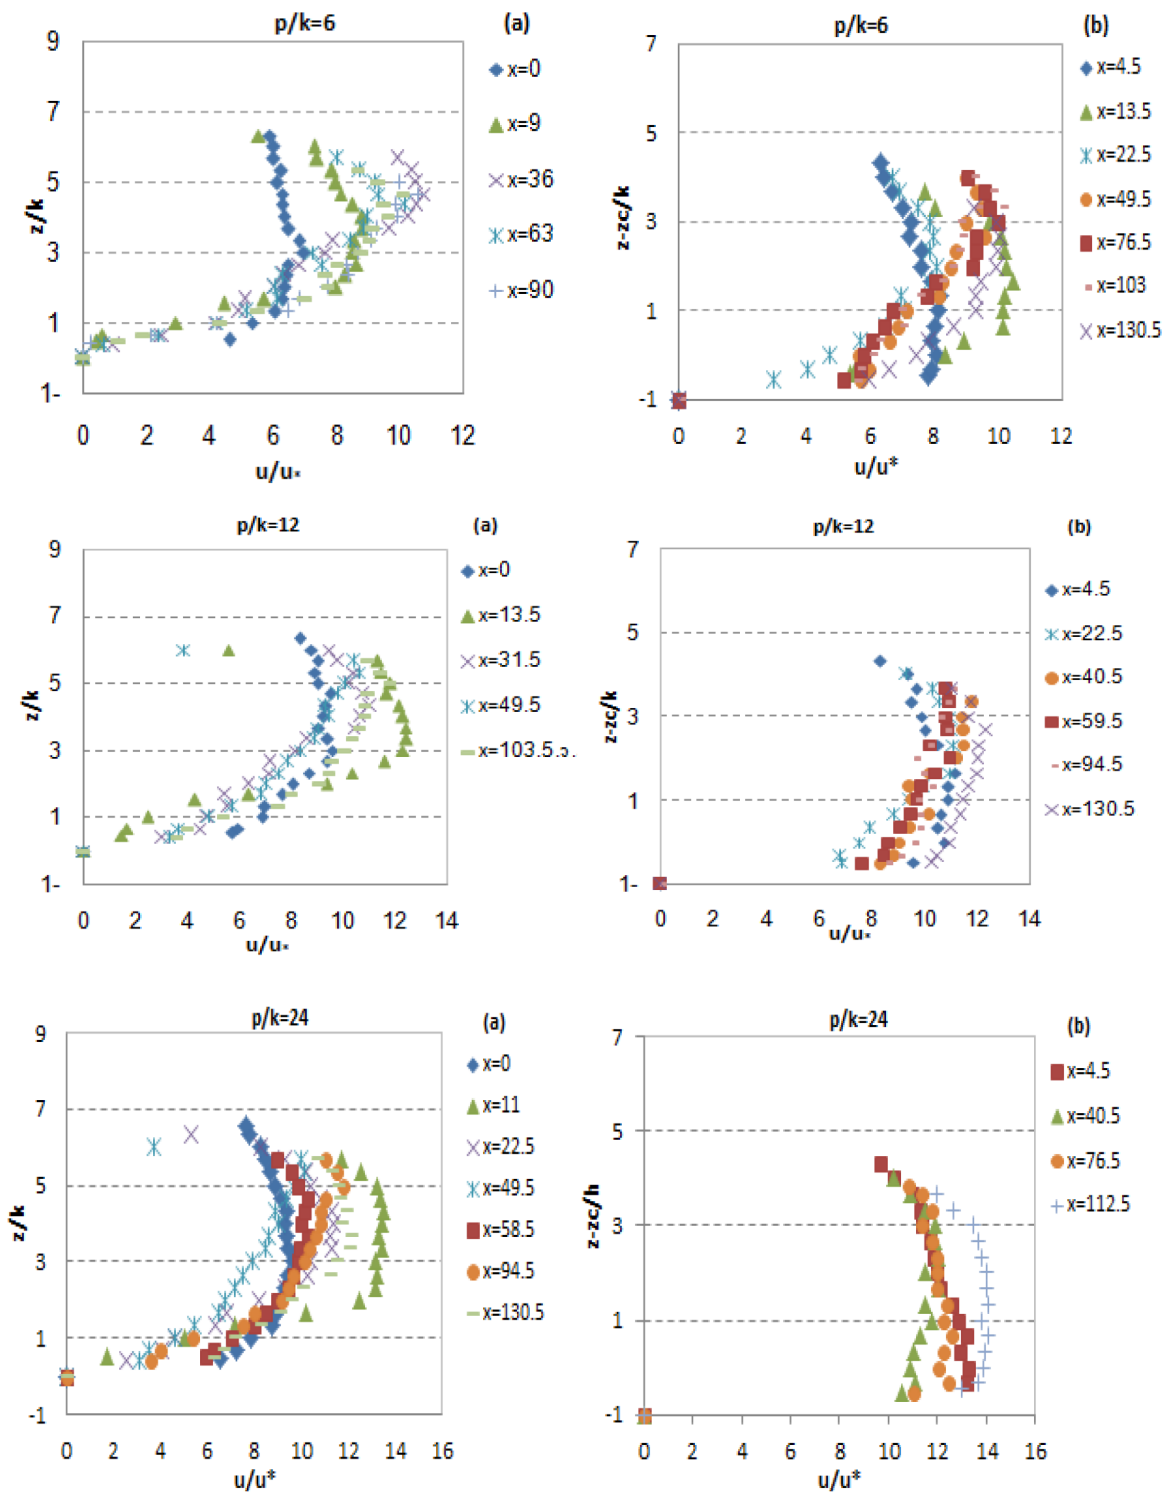 p/k=6
(a)
9
7
5
3
1
1-
z/k
0
2
4
6
8
10
12
u/u*
x=0
x=9
x=36
x=63
x=90
p/k=6
(b)
7
5
3
1
-1
z-zc/k
0
2
4
6
8
10
12
u/u*
x=4.5
x=13.5
x=22.5
x=49.5
x=76.5
x=103
x=130.5
p/k=12
(a)
9
7
5
3
1
1-
z/k
0
2
4
6
8
10
12
14
u/u*
x=0
x=13.5
x=31.5
x=49.5
x=103.5.د.
p/k=12
(b)
7
5
3
1
1-
z-zc/k
0
2
4
6
8
10
12
14
u/u*
x=4.5
x=22.5
x=40.5
x=59.5
x=94.5
x=130.5
p/k=24
(a)
9
7
5
3
1
-1
z/k
0
2
4
6
8
10
12
14
16
u/u*
x=0
x=11
x=22.5
x=49.5
x=58.5
x=94.5
x=130.5
p/k=24
(b)
7
5
3
1
-1
z-zc/h
0
2
4
6
8
10
12
14
16
u/u*
x=4.5
x=40.5
x=76.5
x=112.5